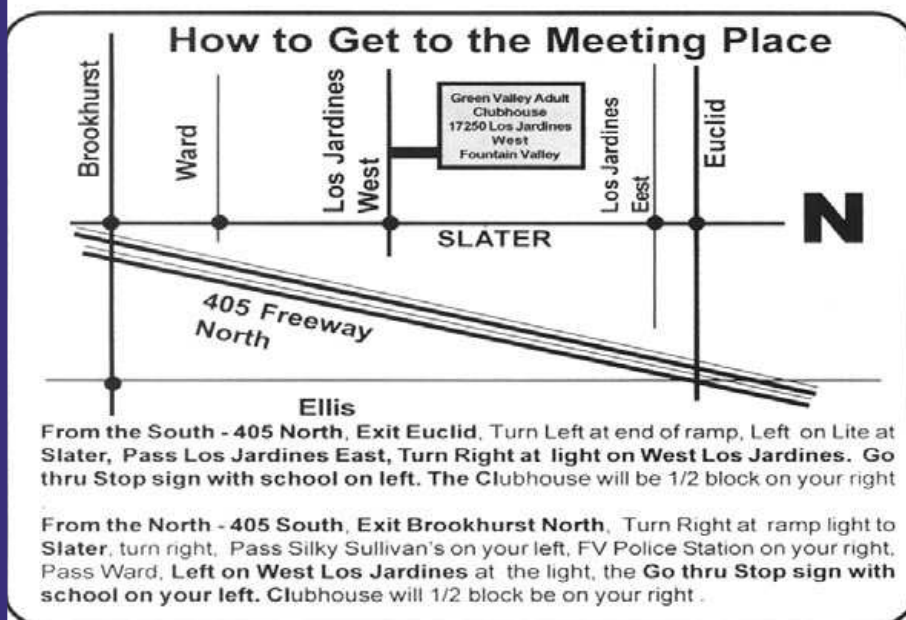 How to Get to the Meeting Place
Brookhurst
Ward
Los Jardines
West
Green Valley Adult
Clubhouse
17250 Los Jardines
West
Fountain Valley
Los Jardines
Eest
Euclid
N
SLATER
405 Freeway
North
Ellis
From the South - 405 North, Exit Euclid, Turn Left at end of ramp, Left on Lite at
Slater, Pass Los Jardines East, Turn Right at light on West Los Jardines. Go
thru Stop sign with school on left. The Clubhouse will be 1/2 block on your right
.
From the North - 405 South, Exit Brookhurst North, Turn Right at ramp light to
Slater, turn right, Pass Silky Sullivan's on your left, FV Police Station on your right,
Pass Ward, Left on West Los Jardines at the light, the Go thru Stop sign with
school on your left. Clubhouse will 1/2 block be on your right .